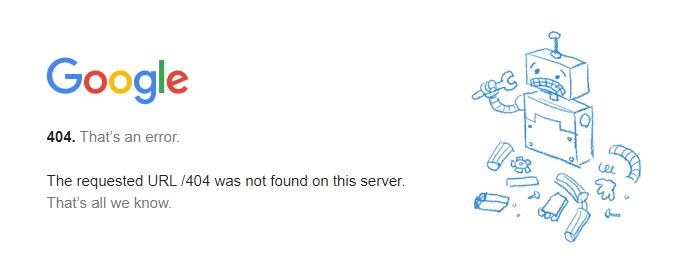 Google
404. That’s an error.
The requested URL /404 was not found on this server.
That’s all we know.